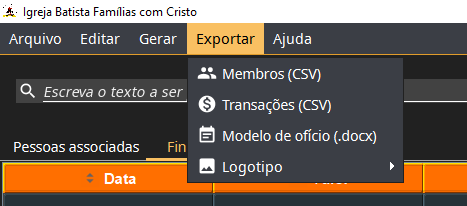 Igreja Batista Famílias com Cristo
Arquivo Editar Gerar Exportar Ajuda
Membros (CSV)
Escreva o texto a ser
Transações (CSV)
Modelo de ofício (.docx)
Pessoas associadas
Logotipo
Data